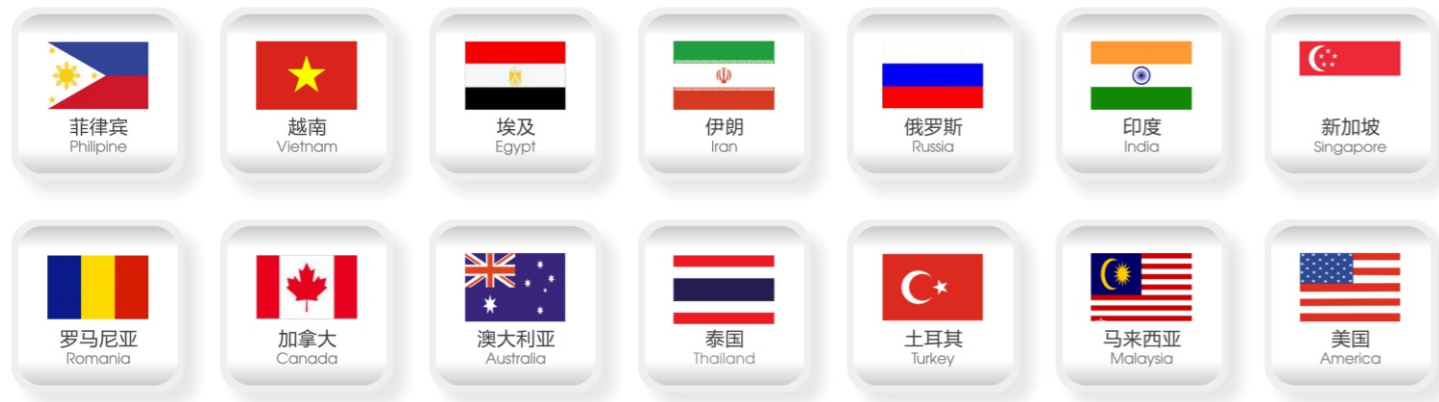 菲律宾
Philipine
越南
Vietnam
埃及
Egypt
伊朗
Iran
俄罗斯
Russia
印度
India
新加坡
Singapore
罗马尼亚
Romania
加拿大
Canada
澳大利亚
Australia
泰国
Thailand
土耳其
Turkey
马来西亚
Malaysia
美国
America